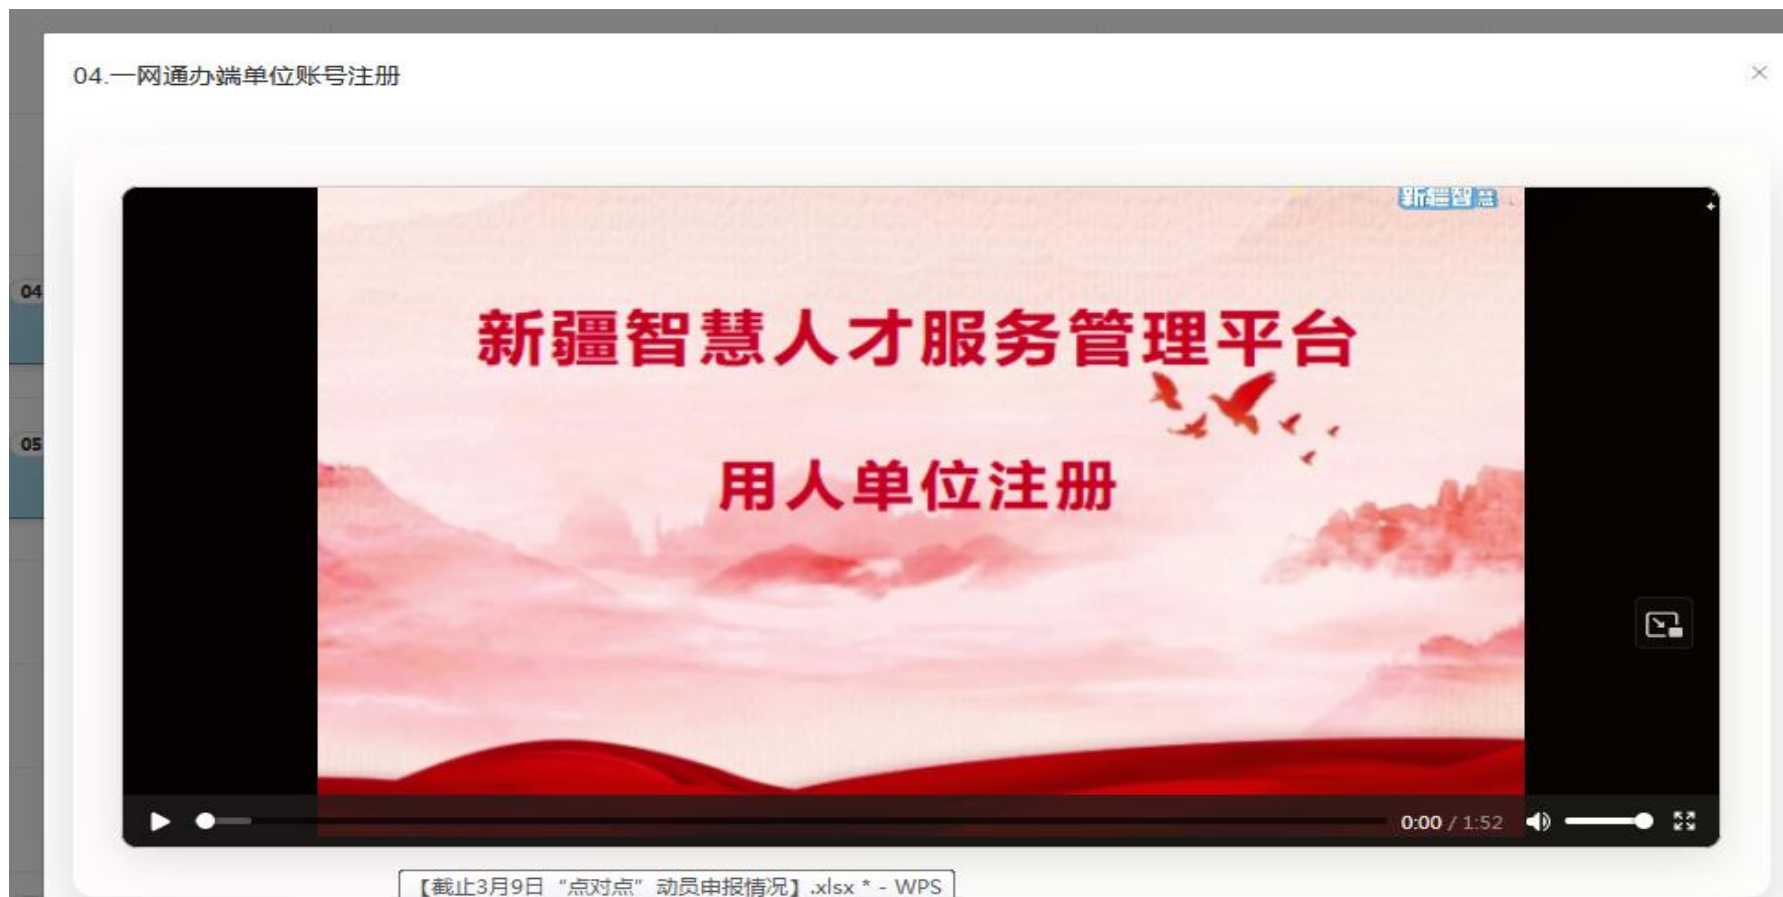 04.一网通办端单位账号注册
新疆智慧
新疆智慧人才服务管理平台
04
用人单位注册
05
0:00 / 1:52
【截止3月9日“点对点”动员申报情况】.xlsx * - WPS